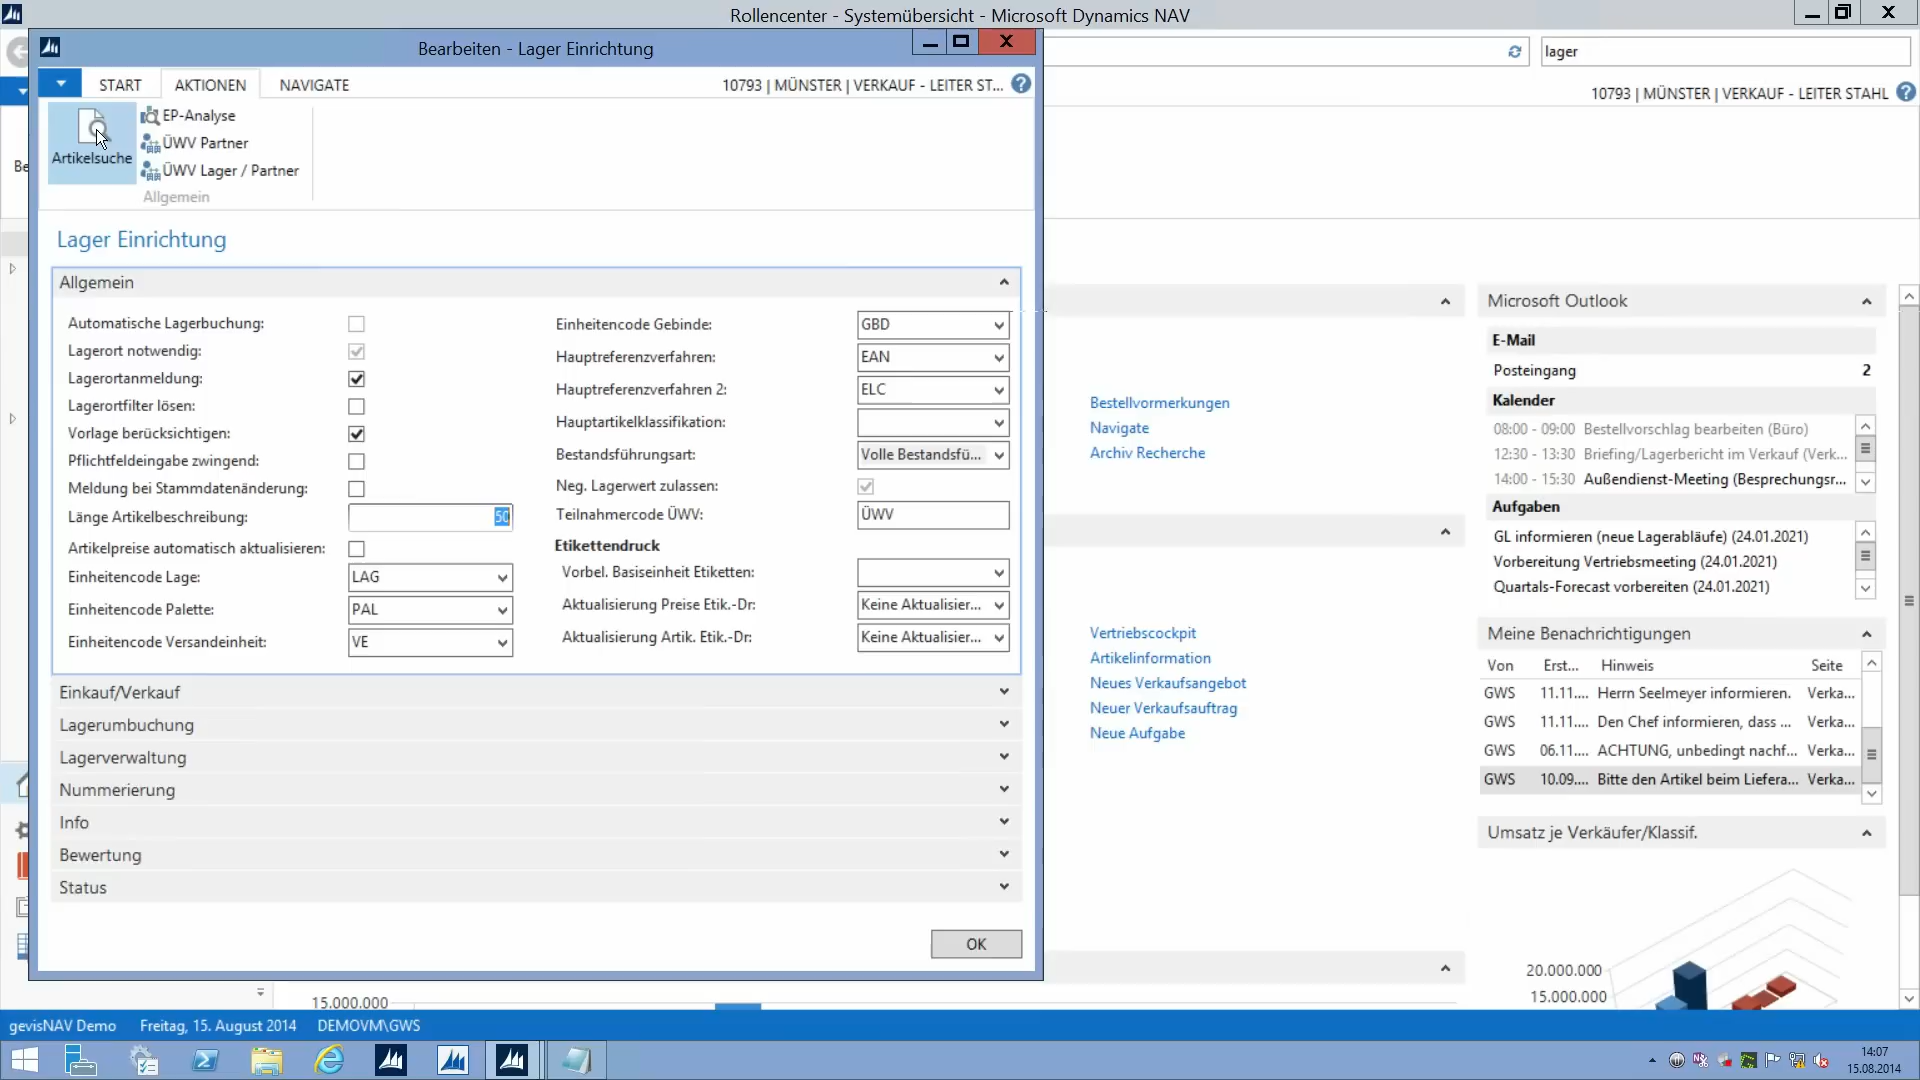 Rollencenter - Systemübersicht - Microsoft Dynamics NAV
Bearbeiten - Lager Einrichtung
lager
START
AKTIONEN
NAVIGATE
10793 | MÜNSTER | VERKAUF - LEITER ST...
10793 | MÜNSTER | VERKAUF - LEITER STAHL
Be
Artikelsuche
EP-Analyse
ÜWV Partner
ÜWV Lager / Partner
Allgemein
Lager Einrichtung
Allgemein
Automatische Lagerbuchung:
Lagerort notwendig:
Lagerortanmeldung:
Lagerortfilter lösen:
Vorlage berücksichtigen:
Pflichtfeldeingabe zwingend:
Meldung bei Stammdatenänderung:
Länge Artikelbeschreibung: 50
Artikelpreise automatisch aktualisieren:
Einheitencode Lage: LAG
Einheitencode Palette: PAL
Einheitencode Versandeinheit: VE
Einheitencode Gebinde: GBD
Hauptreferenzverfahren: EAN
Hauptreferenzverfahren 2: ELC
Hauptartikelklassifikation:
Bestandsführungsart: Volle Bestandsfü...
Neg. Lagerwert zulassen:
Teilnahmercode ÜWV: ÜWV
Etikettendruck
Vorbel. Basiseinheit Etiketten:
Aktualisierung Preise Etik.-Dr: Keine Aktualisier...
Aktualisierung Artik. Etik.-Dr: Keine Aktualisier...
Einkauf/Verkauf
Lagerumbuchung
Lagerverwaltung
Nummerierung
Info
Bewertung
Status
OK
Bestellvormerkungen
Navigate
Archiv Recherche
Vertriebscockpit
Artikelinformation
Neues Verkaufsangebot
Neuer Verkaufsauftrag
Neue Aufgabe
Microsoft Outlook
E-Mail
Posteingang 2
Kalender
08:00 - 09:00 Bestellvorschlag bearbeiten (Büro)
12:30 - 13:30 Briefing/Lagerbericht im Verkauf (Verk...
14:00 - 15:30 Außendienst-Meeting (Besprechungsr...
Aufgaben
GL informieren (neue Lagerabläufe) (24.01.2021)
Vorbereitung Vertriebsmeeting (24.01.2021)
Quartals-Forecast vorbereiten (24.01.2021)
Meine Benachrichtigungen
Von Erst... Hinweis Seite
GWS 11.11.... Herrn Seelmeyer informieren. Verka...
GWS 11.11.... Den Chef informieren, dass ... Verka...
GWS 06.11.... ACHTUNG, unbedingt nachf... Verka...
GWS 10.09.... Bitte den Artikel beim Liefera... Verka...
Umsatz je Verkäufer/Klassif.
20.000.000
15.000.000
15.000.000
gevisNAV Demo Freitag, 15. August 2014 DEMOVM\GWS
14:07
15.08.2014